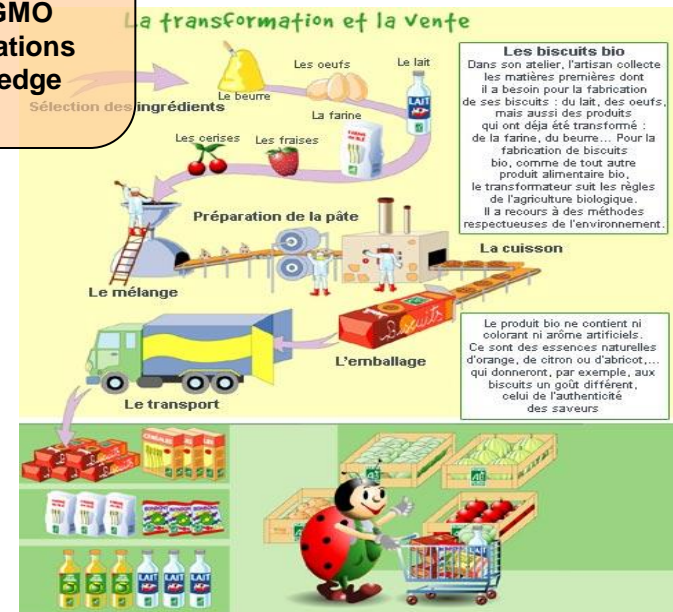 GMO
ations
edge
La transformation et la vente
Sélection des ingrédients
Le beurre
Les oeufs
Le lait
LAIT
La farine
Les cerises
Les fraises
Les biscuits bio
Dans son atelier, l'artisan collecte
les matières premières dont
il a besoin pour la fabrication
de ses biscuits : du lait, des oeufs,
mais aussi des produits
qui ont déja été transformé :
de la farine, du beurre... Pour la
fabrication de biscuits
bio, comme de tout autre
produit alimentaire bio,
le transformateur suit les règles
de l'agriculture biologique.
Il a recours à des méthodes
respectueuses de l'environnement.
Préparation de la pâte
La cuisson
Le mélange
Biscuits
L'emballage
Le transport
Le produit bio ne contient ni
colorant ni arôme artificiels.
Ce sont des essences naturelles
d'orange, de citron ou d'abricot,...
qui donneront, par exemple, aux
biscuits un goût différent,
celui de l'authenticité
des saveurs
LAIT LAIT LAIT